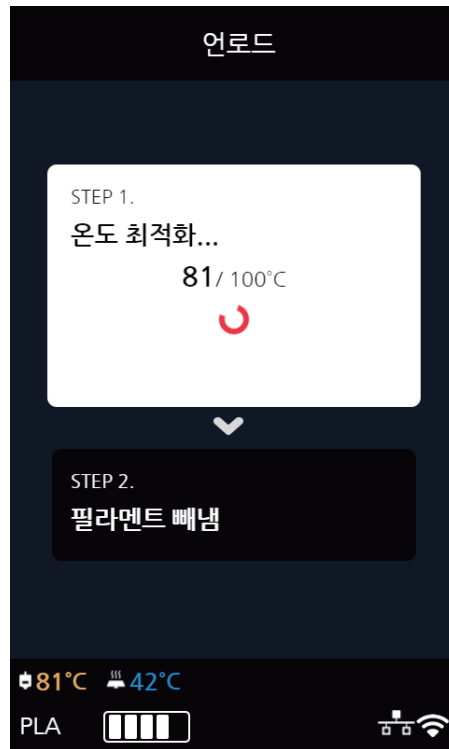 언로드
STEP 1.
온도 최적화...
81/ 100°C
STEP 2.
필라멘트 빼냄
81°C 42°C
PLA